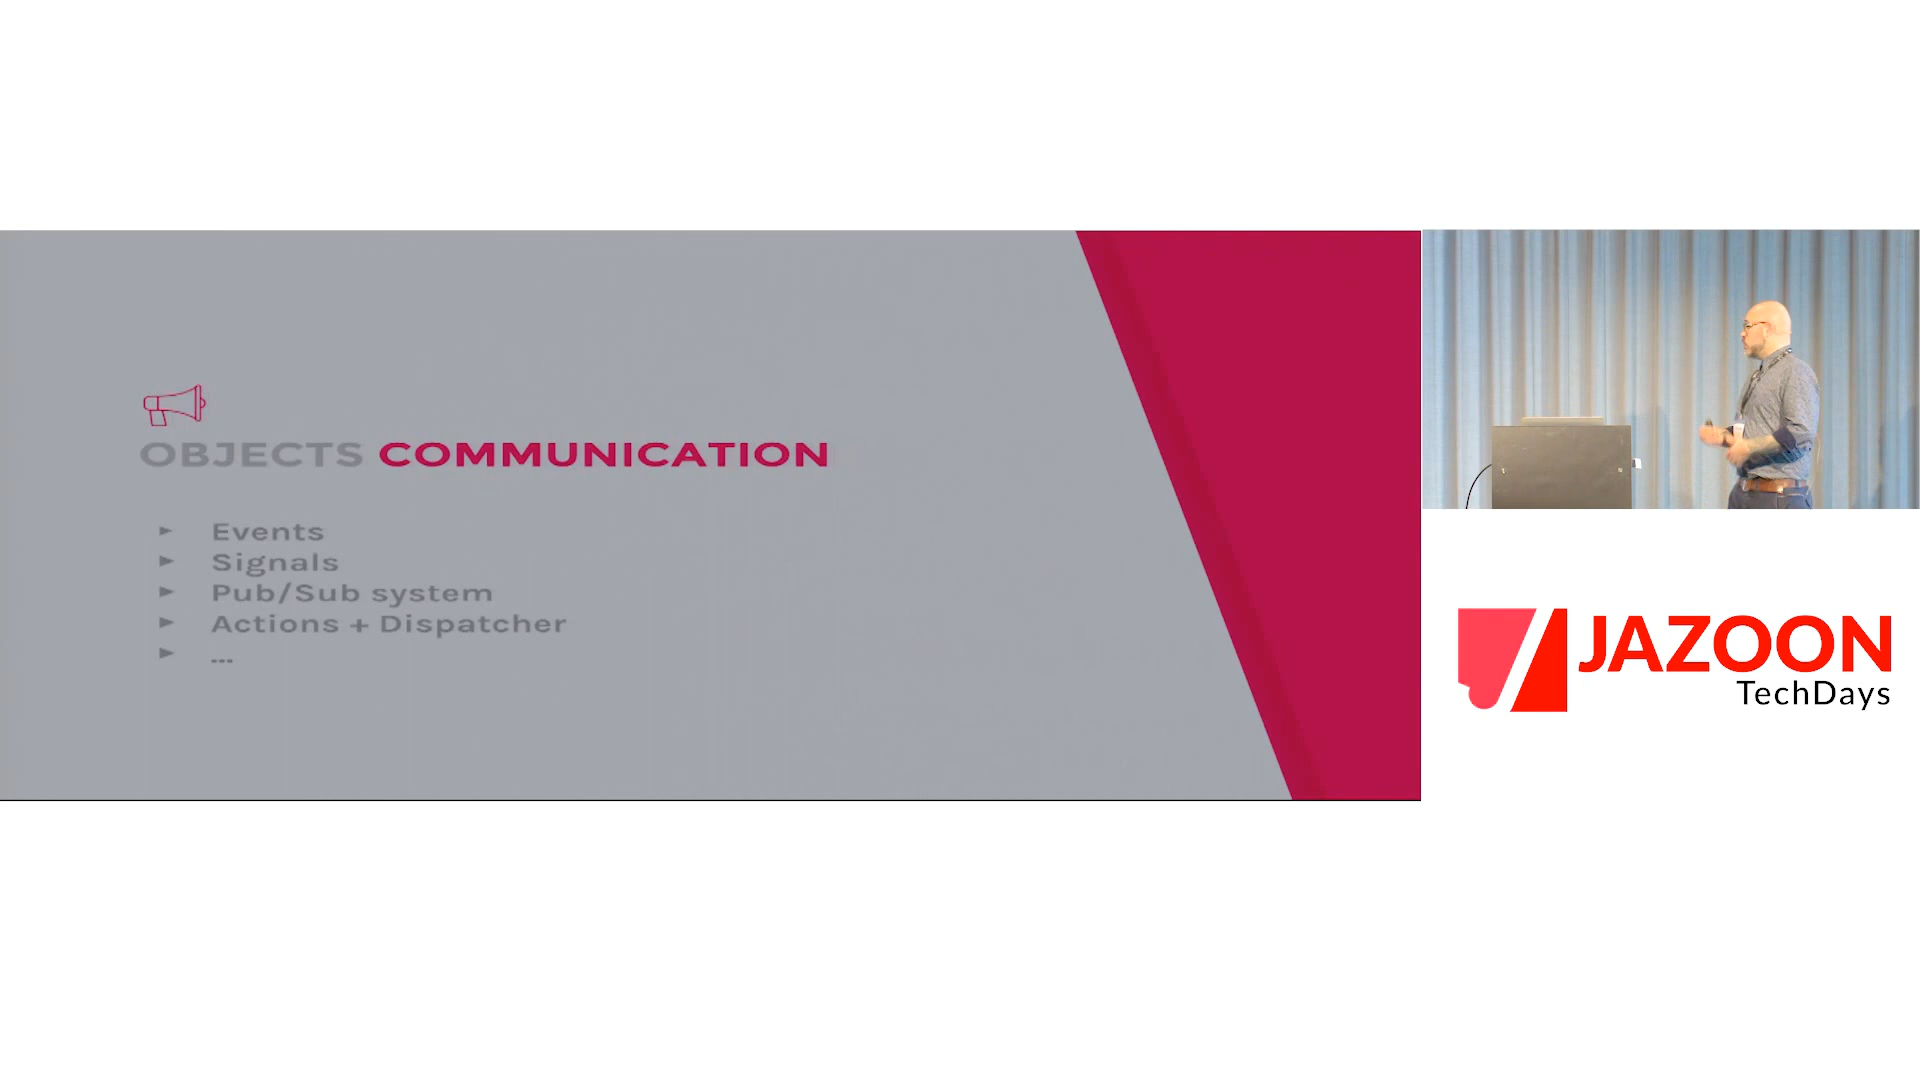 OBJECTS COMMUNICATION
► Events
► Signals
► Pub/Sub system
► Actions + Dispatcher
► ...
JAZOON
TechDays